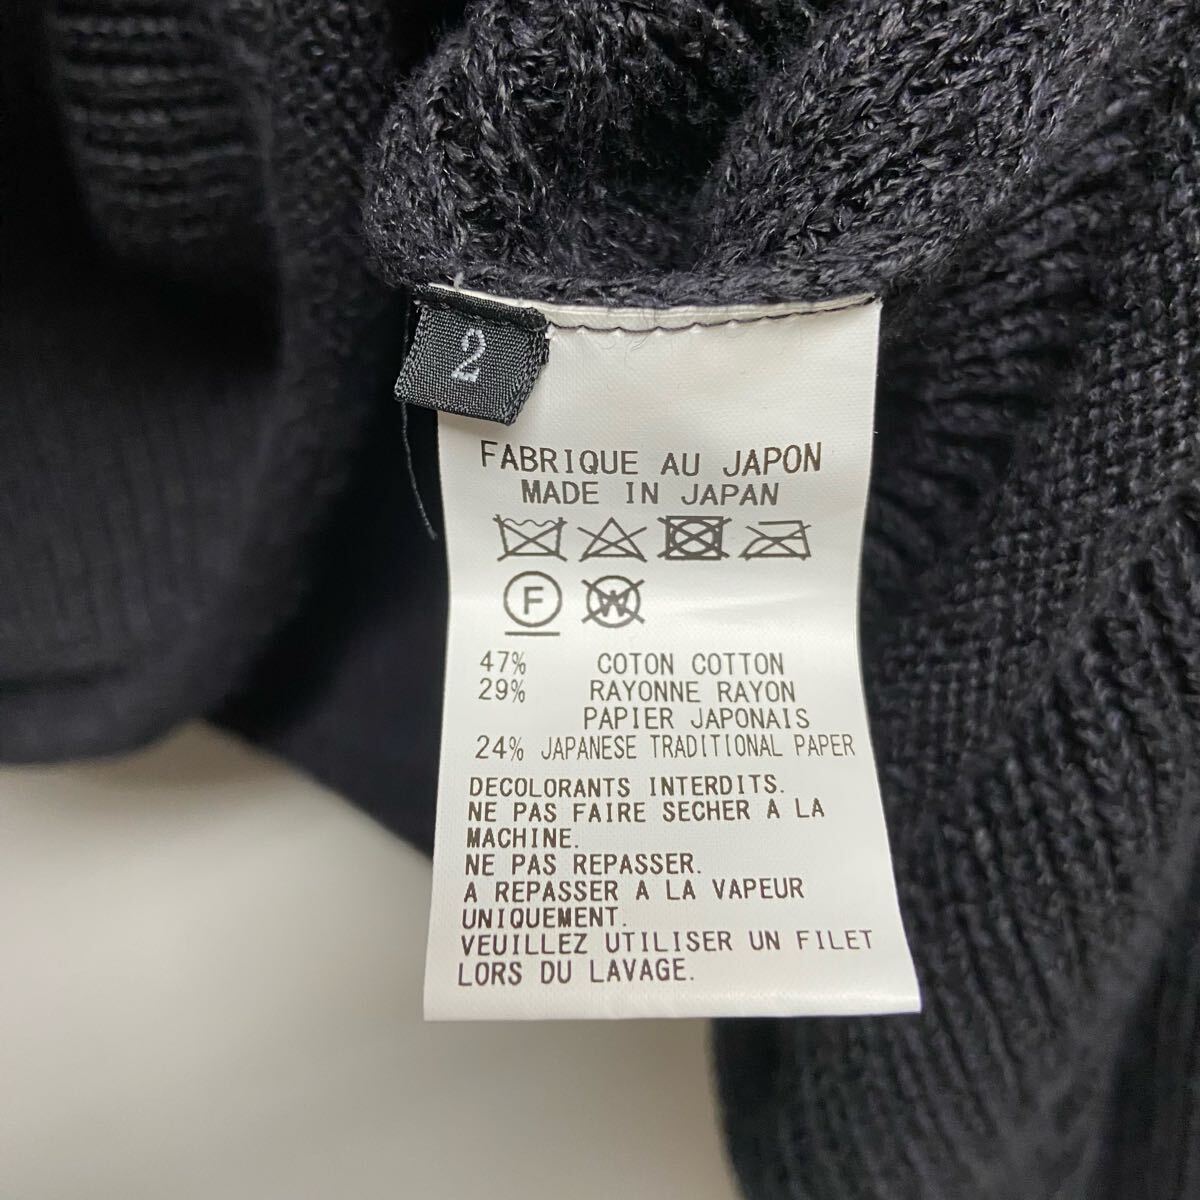 2
FABRIQUE AU JAPON
MADE IN JAPAN
F W
47% COTON COTTON
29% RAYONNE RAYON
PAPIER JAPONAIS
24% JAPANESE TRADITIONAL PAPER
DECOLORANTS INTERDITS.
NE PAS FAIRE SECHER A LA
MACHINE.
NE PAS REPASSER.
A REPASSER A LA VAPEUR
UNIQUEMENT.
VEUILLEZ UTILISER UN FILET
LORS DU LAVAGE.